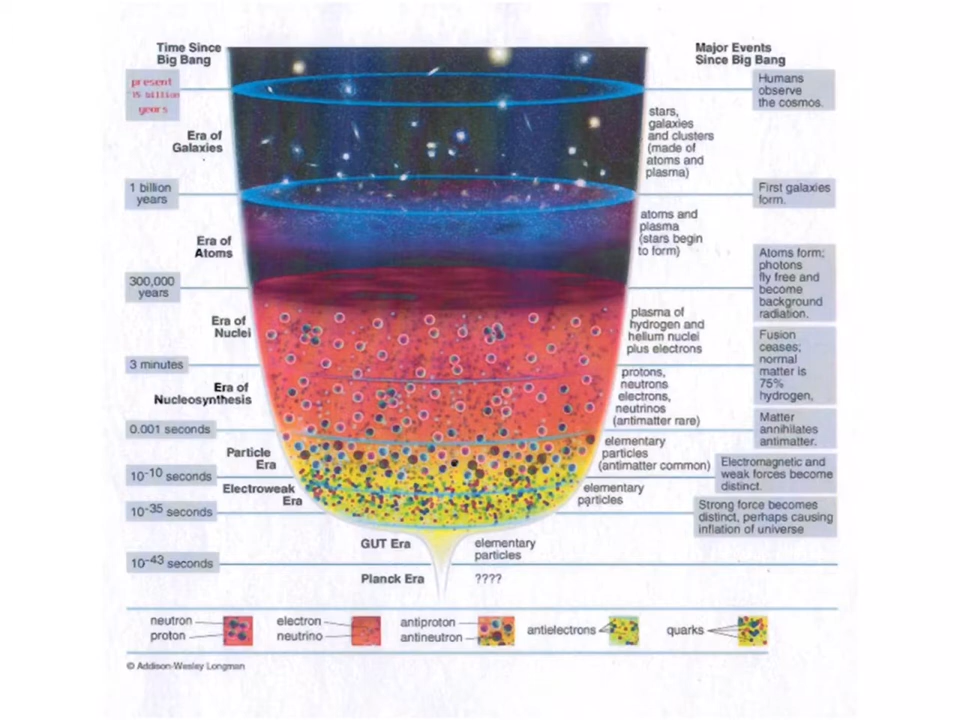 Time Since
Big Bang
Major Events
Since Big Bang
present
15 billion
years
Humans
observe
the cosmos.
stars,
galaxies
and clusters
(made of
atoms and
plasma)
Era of
Galaxies
1 billion
years
First galaxies
form.
atoms and
plasma
(stars begin
to form)
Era of
Atoms
Atoms form;
photons
fly free and
become
background
radiation.
300,000
years
plasma of
hydrogen and
helium nuclei
plus electrons
Era of
Nuclei
Fusion
ceases;
normal
matter is
75%
hydrogen,
3 minutes
protons,
neutrons
electrons,
neutrinos
(antimatter rare)
Era of
Nucleosynthesis
Matter
annihilates
antimatter.
0.001 seconds
elementary
particles
(antimatter common)
Particle
Era
Electromagnetic and
weak forces become
distinct.
10-10 seconds
Electroweak
Era
elementary
particles
Strong force becomes
distinct, perhaps causing
inflation of universe
10-35 seconds
GUT Era
elementary
particles
10-43 seconds
Planck Era
????
neutron
proton
electron
neutrino
antiproton
antineutron
antielectrons
quarks
© Addison-Wesley Longman